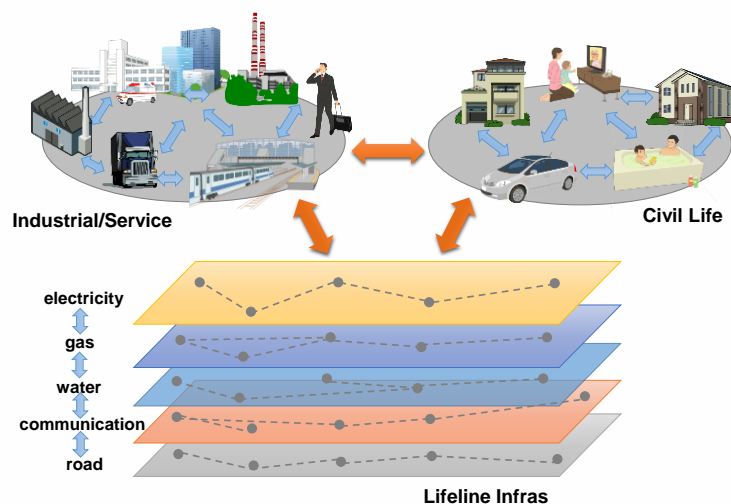 Industrial/Service
Civil Life
electricity
gas
water
communication
road
Lifeline Infras